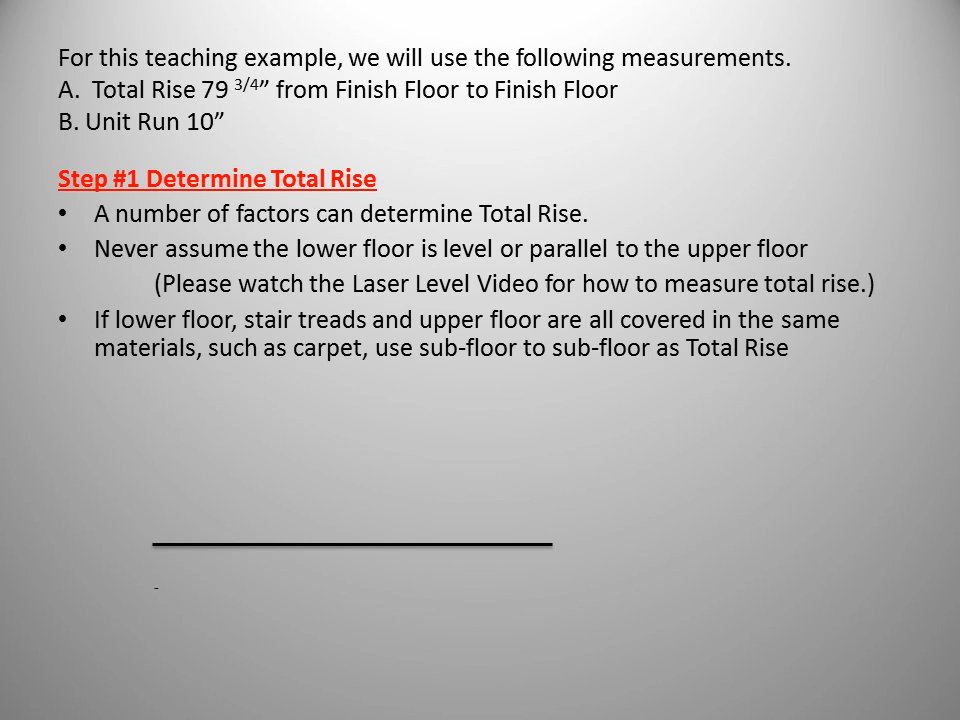 For this teaching example, we will use the following measurements.
A. Total Rise 79 3/4” from Finish Floor to Finish Floor
B. Unit Run 10”
Step #1 Determine Total Rise
• A number of factors can determine Total Rise.
• Never assume the lower floor is level or parallel to the upper floor
(Please watch the Laser Level Video for how to measure total rise.)
• If lower floor, stair treads and upper floor are all covered in the same
materials, such as carpet, use sub-floor to sub-floor as Total Rise
-